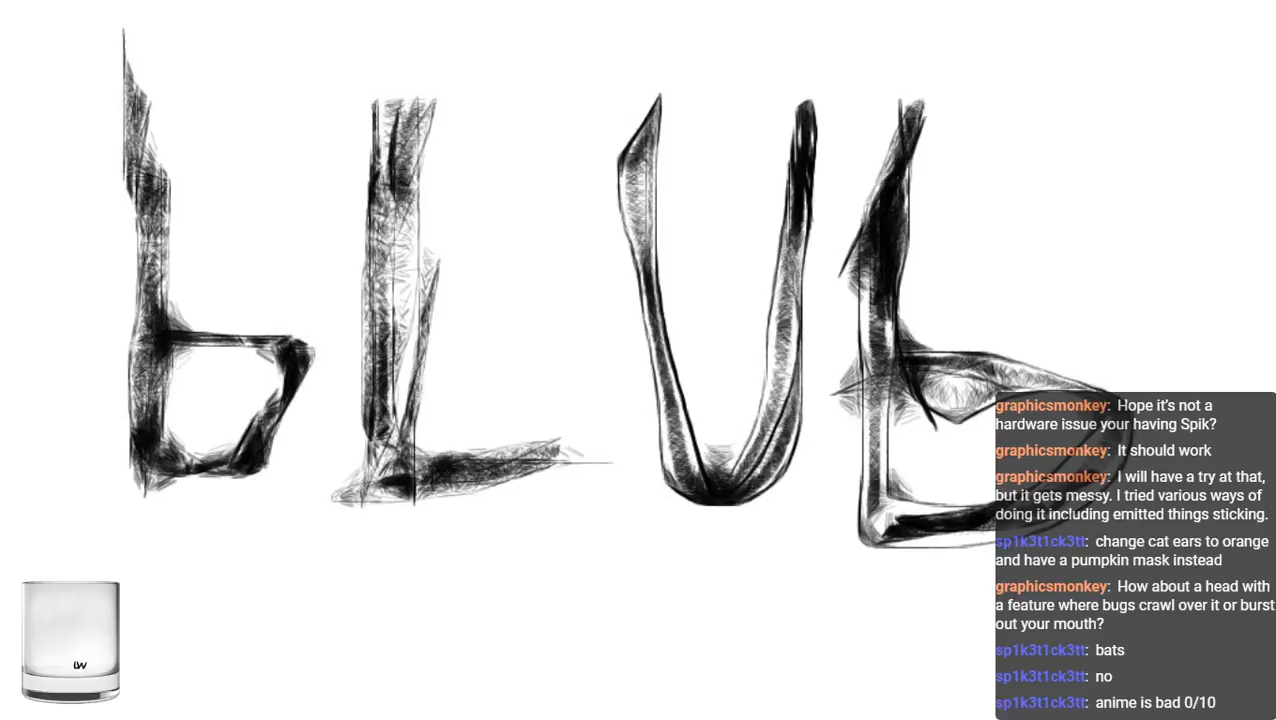 bLUb
graphicsmonkey: Hope it's not a
hardware issue your having Spik?
graphicsmonkey: It should work
graphicsmonkey: I will have a try at that,
but it gets messy. I tried various ways of
doing it including emitted things sticking.
sp1k3t1ck3tt: change cat ears to orange
and have a pumpkin mask instead
graphicsmonkey: How about a head with
a feature where bugs crawl over it or burst
out your mouth?
sp1k3t1ck3tt: bats
sp1k3t1ck3tt: no
LW
sp1k3t1ck3tt: anime is bad 0/10